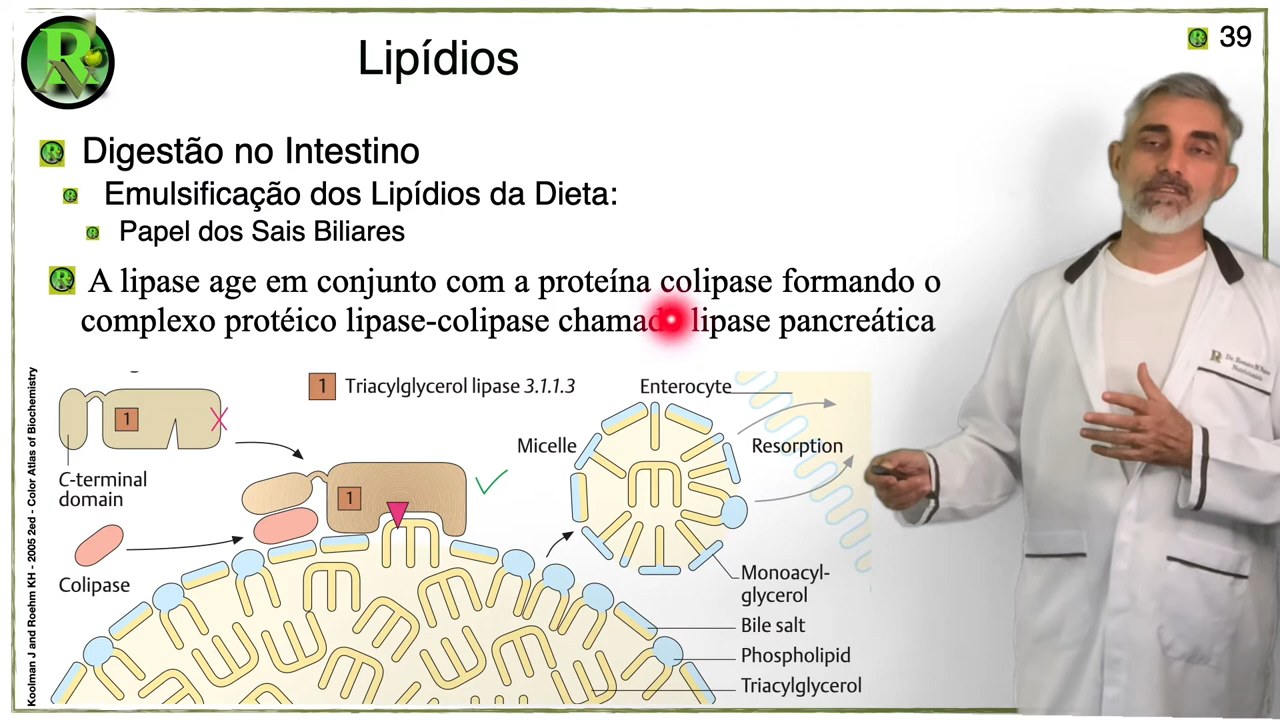 39
Lipídios
Digestão no Intestino
Emulsificação dos Lipídios da Dieta:
Papel dos Sais Biliares
A lipase age em conjunto com a proteína colipase formando o
complexo protéico lipase-colipase chamado lipase pancreática
1
Triacylglycerol lipase 3.1.1.3
1
C-terminal
domain
Colipase
1
Micelle
Enterocyte
Resorption
Monoacyl-
glycerol
Bile salt
Phospholipid
Triacylglycerol
Koolman J and Roehm KH - 2005 2ed - Color Atlas of Biochemistry